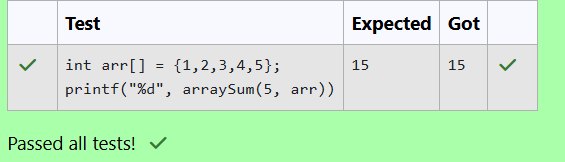 Test Expected Got
int arr[] = {1,2,3,4,5}; 15 15
printf("%d", arraySum(5, arr))
Passed all tests!